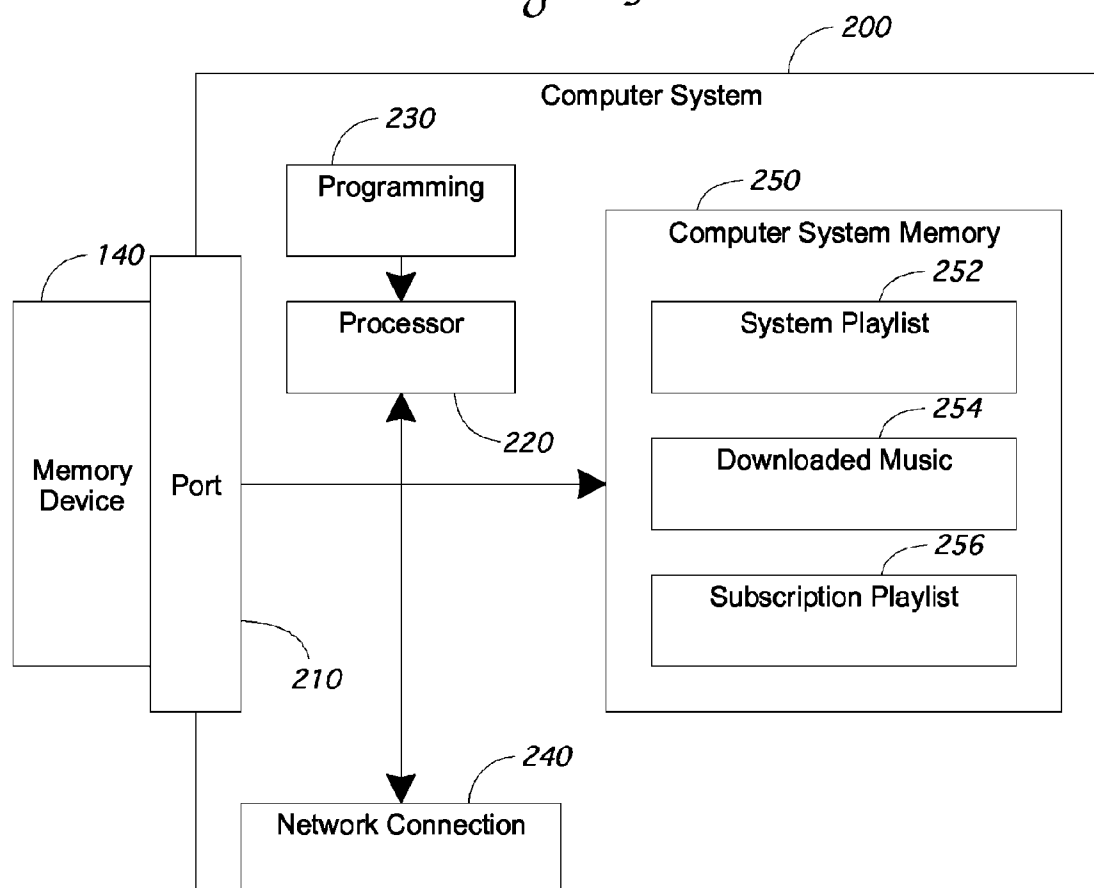 200
Computer System
230
Programming
250
Computer System Memory
140
252
Processor
System Playlist
254
220
Downloaded Music
Memory
Device
Port
256
Subscription Playlist
210
240
Network Connection